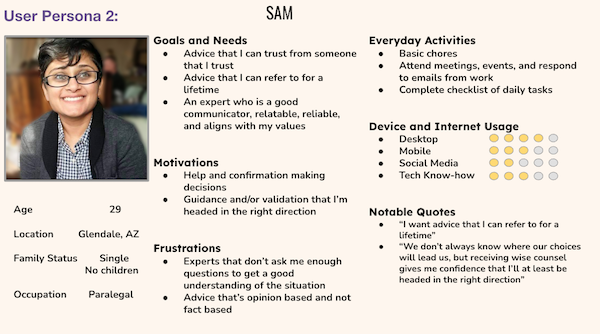 User Persona 2:
SAM
Goals and Needs
● Advice that I can trust from someone
that I trust
● Advice that I can refer to for a
lifetime
● An expert who is a good
communicator, relatable, reliable,
and aligns with my values
Motivations
● Help and confirmation making
decisions
● Guidance and/or validation that I’m
headed in the right direction
Frustrations
● Experts that don’t ask me enough
questions to get a good
understanding of the situation
● Advice that’s opinion based and not
fact based
Everyday Activities
● Basic chores
● Attend meetings, events, and respond
to emails from work
● Complete checklist of daily tasks
Device and Internet Usage
● Desktop
● Mobile
● Social Media
● Tech Know-how
Notable Quotes
● “I want advice that I can refer to for a
lifetime”
● “We don’t always know where our choices
will lead us, but receiving wise counsel
gives me confidence that I’ll at least be
headed in the right direction”
Age 29
Location Glendale, AZ
Family Status Single
No children
Occupation Paralegal